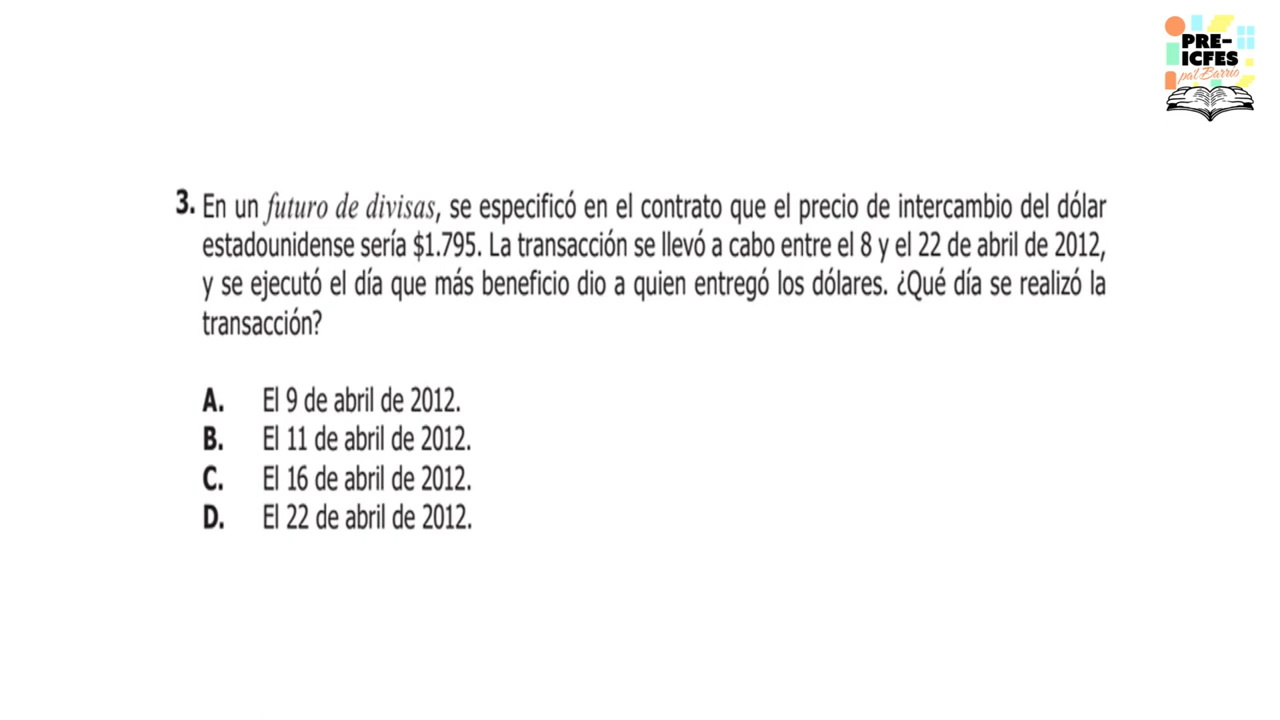 PRE-
ICFES
pa'l Barrio
3. En un futuro de divisas, se especificó en el contrato que el precio de intercambio del dólar
estadounidense sería $1.795. La transacción se llevó a cabo entre el 8 y el 22 de abril de 2012,
y se ejecutó el día que más beneficio dio a quien entregó los dólares. ¿Qué día se realizó la
transacción?
A. El 9 de abril de 2012.
B. El 11 de abril de 2012.
C. El 16 de abril de 2012.
D. El 22 de abril de 2012.